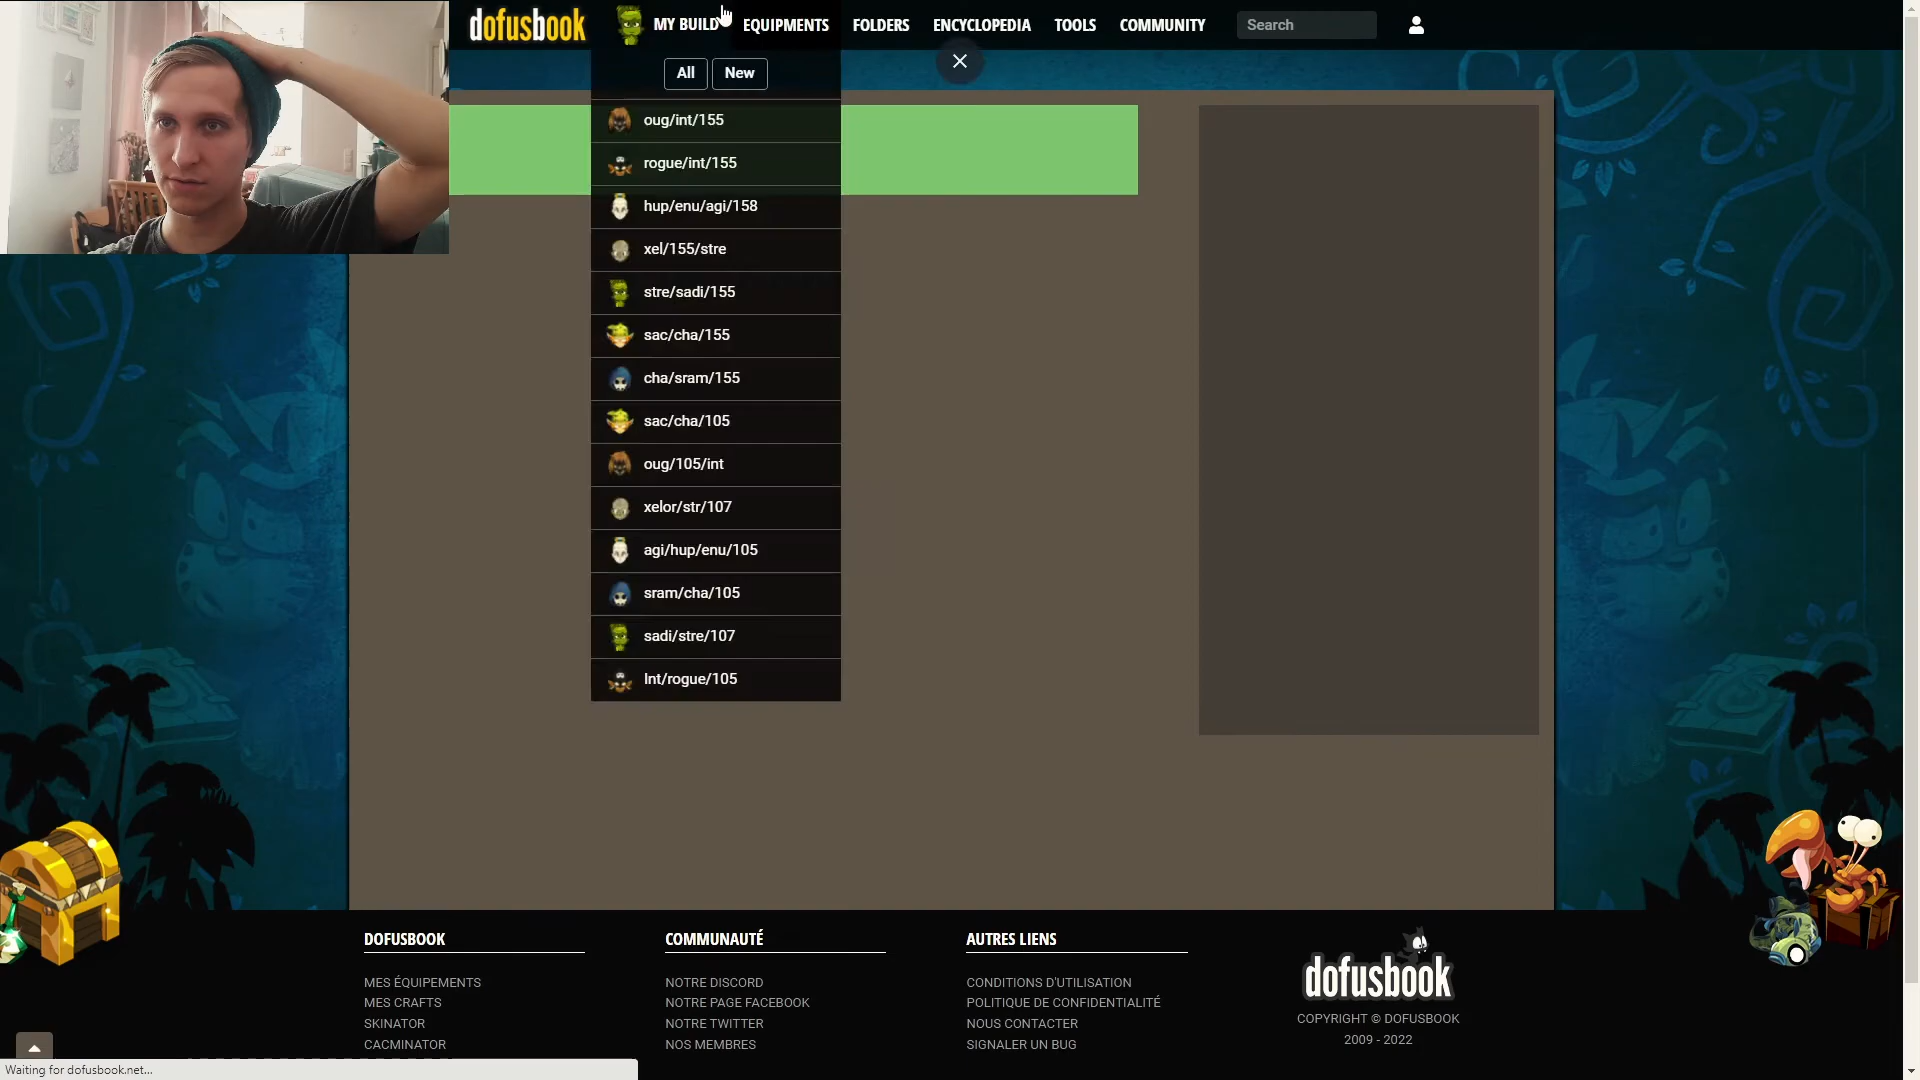 dofusbook
MY BUILD
EQUIPMENTS
FOLDERS
ENCYCLOPEDIA
TOOLS
COMMUNITY
Search
All
New
oug/int/155
rogue/int/155
hup/enu/agi/158
xel/155/stre
stre/sadi/155
sac/cha/155
cha/sram/155
sac/cha/105
oug/105/int
xelor/str/107
agi/hup/enu/105
sram/cha/105
sadi/stre/107
Int/rogue/105
DOFUSBOOK
MES ÉQUIPEMENTS
MES CRAFTS
SKINATOR
CACMINATOR
COMMUNAUTÉ
NOTRE DISCORD
NOTRE PAGE FACEBOOK
NOTRE TWITTER
NOS MEMBRES
AUTRES LIENS
CONDITIONS D'UTILISATION
POLITIQUE DE CONFIDENTIALITÉ
NOUS CONTACTER
SIGNALER UN BUG
dofusbook
COPYRIGHT © DOFUSBOOK
2009 - 2022
Waiting for dofusbook.net...